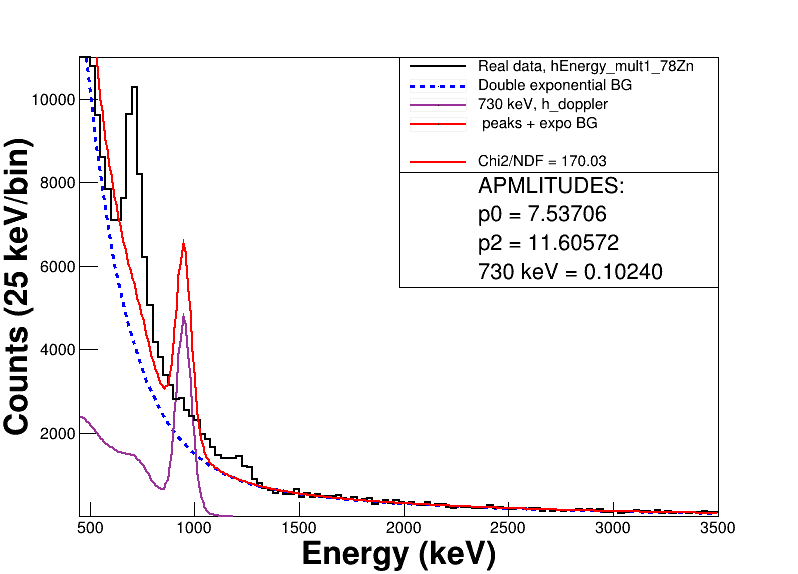 Real data, hEnergy_mult1_78Zn
Double exponential BG
730 keV, h_doppler
peaks + expo BG
Chi2/NDF = 170.03
APMLITUDES:
p0 = 7.53706
p2 = 11.60572
730 keV = 0.10240
Counts (25 keV/bin)
10000
8000
6000
4000
2000
500 1000 1500 2000 2500 3000 3500
Energy (keV)